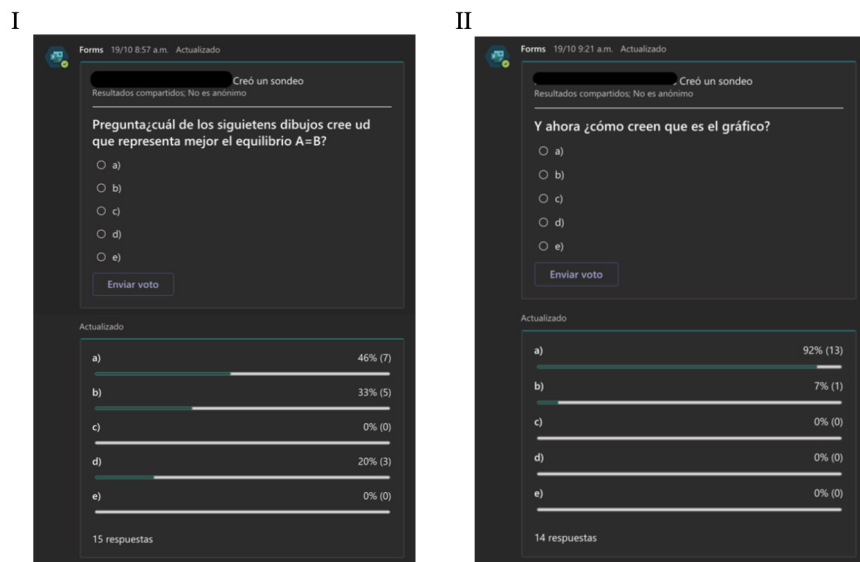 I
Forms 19/10 8:57 a.m. Actualizado
Creó un sondeo
Resultados compartidos; No es anónimo
Pregunta¿cuál de los siguietens dibujos cree ud
que representa mejor el equilibrio A=B?
a)
b)
c)
d)
e)
Enviar voto
Actualizado
a) 46% (7)
b) 33% (5)
c) 0% (0)
d) 20% (3)
e) 0% (0)
15 respuestas
II
Forms 19/10 9:21 a.m. Actualizado
Creó un sondeo
Resultados compartidos; No es anónimo
Y ahora ¿cómo creen que es el gráfico?
a)
b)
c)
d)
e)
Enviar voto
Actualizado
a) 92% (13)
b) 7% (1)
c) 0% (0)
d) 0% (0)
e) 0% (0)
14 respuestas